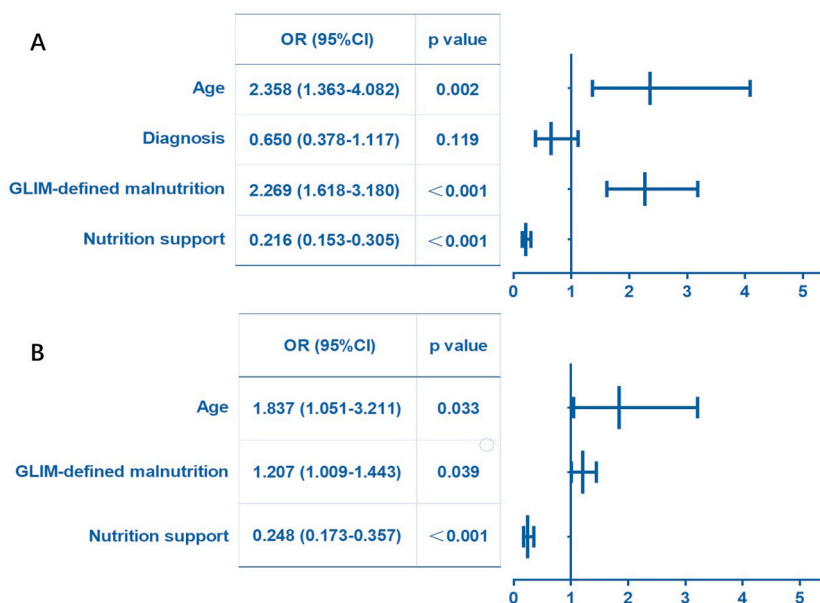 A
OR (95%CI) p value
Age 2.358 (1.363-4.082) 0.002
Diagnosis 0.650 (0.378-1.117) 0.119
GLIM-defined malnutrition 2.269 (1.618-3.180) <0.001
Nutrition support 0.216 (0.153-0.305) <0.001
0 1 2 3 4 5
B
OR (95%CI) p value
Age 1.837 (1.051-3.211) 0.033
GLIM-defined malnutrition 1.207 (1.009-1.443) 0.039
Nutrition support 0.248 (0.173-0.357) <0.001
0 1 2 3 4 5